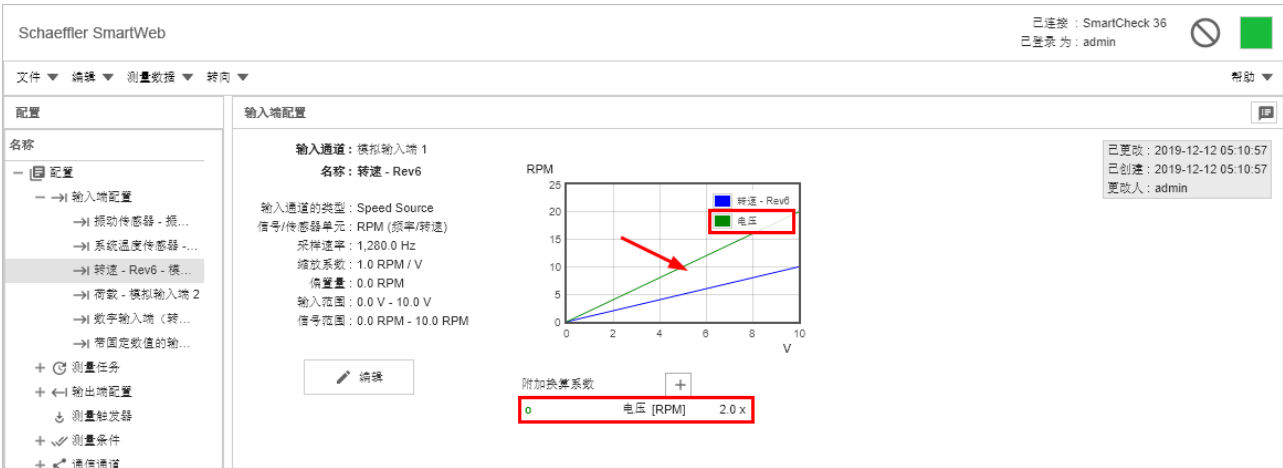 Schaeffler SmartWeb
已连接 : SmartCheck 36
已登录 为 : admin
文件 编辑 测量数据 转向 帮助
配置
名称
配置
输入端配置
振动传感器 - 振...
系统温度传感器 -...
转速 - Rev6 - 模...
荷载 - 模拟输入端 2
数字输入端（转...
带固定数值的输...
测量任务
输出端配置
测量触发器
测量条件
通信通道
输入端配置
输入通道 : 模拟输入端 1
名称 : 转速 - Rev6
输入通道的类型 : Speed Source
信号/传感器单元 : RPM (频率/转速)
采样速率 : 1,280.0 Hz
缩放系数 : 1.0 RPM / V
偏置量 : 0.0 RPM
输入范围 : 0.0 V - 10.0 V
信号范围 : 0.0 RPM - 10.0 RPM
编辑
RPM
25
20
15
10
5
0
0 2 4 6 8 10
V
转速 - Rev6
电压
附加换算系数 +
o 电压 [RPM] 2.0 x
已更改 : 2019-12-12 05:10:57
已创建 : 2019-12-12 05:10:57
更改人 : admin